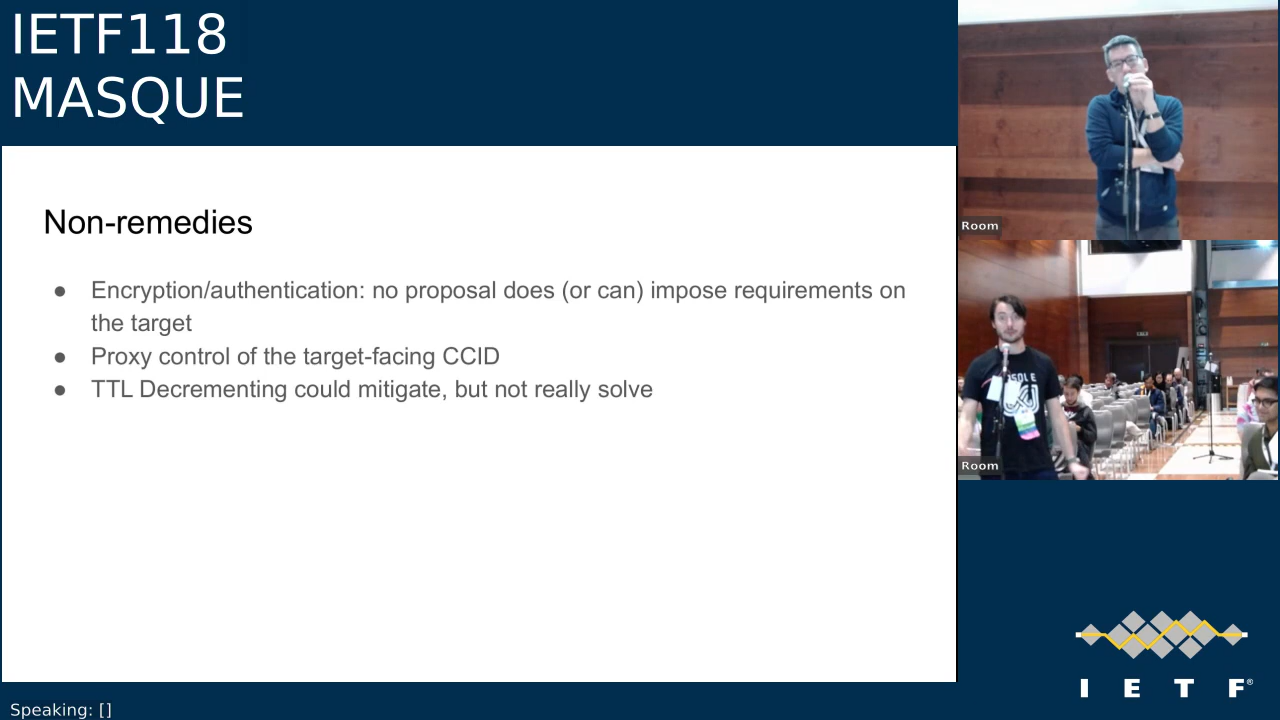 IETF118
MASQUE
Non-remedies
● Encryption/authentication: no proposal does (or can) impose requirements on
the target
● Proxy control of the target-facing CCID
● TTL Decrementing could mitigate, but not really solve
Room
Room
I E T F®
Speaking: []